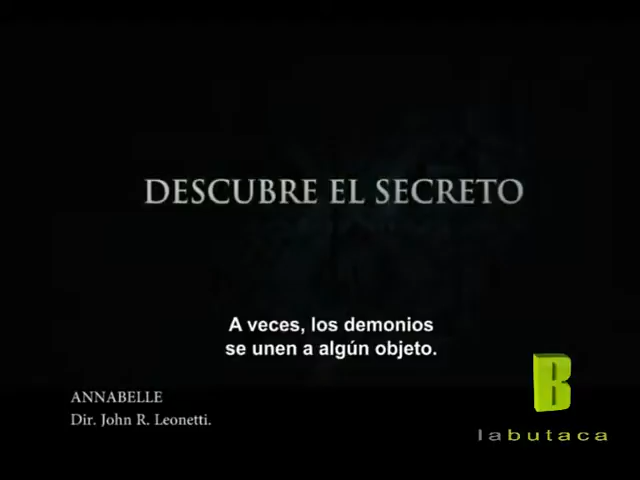 DESCUBRE EL SECRETO
A veces, los demonios
se unen a algún objeto.
ANNABELLE
Dir. John R. Leonetti.
B
labutaca